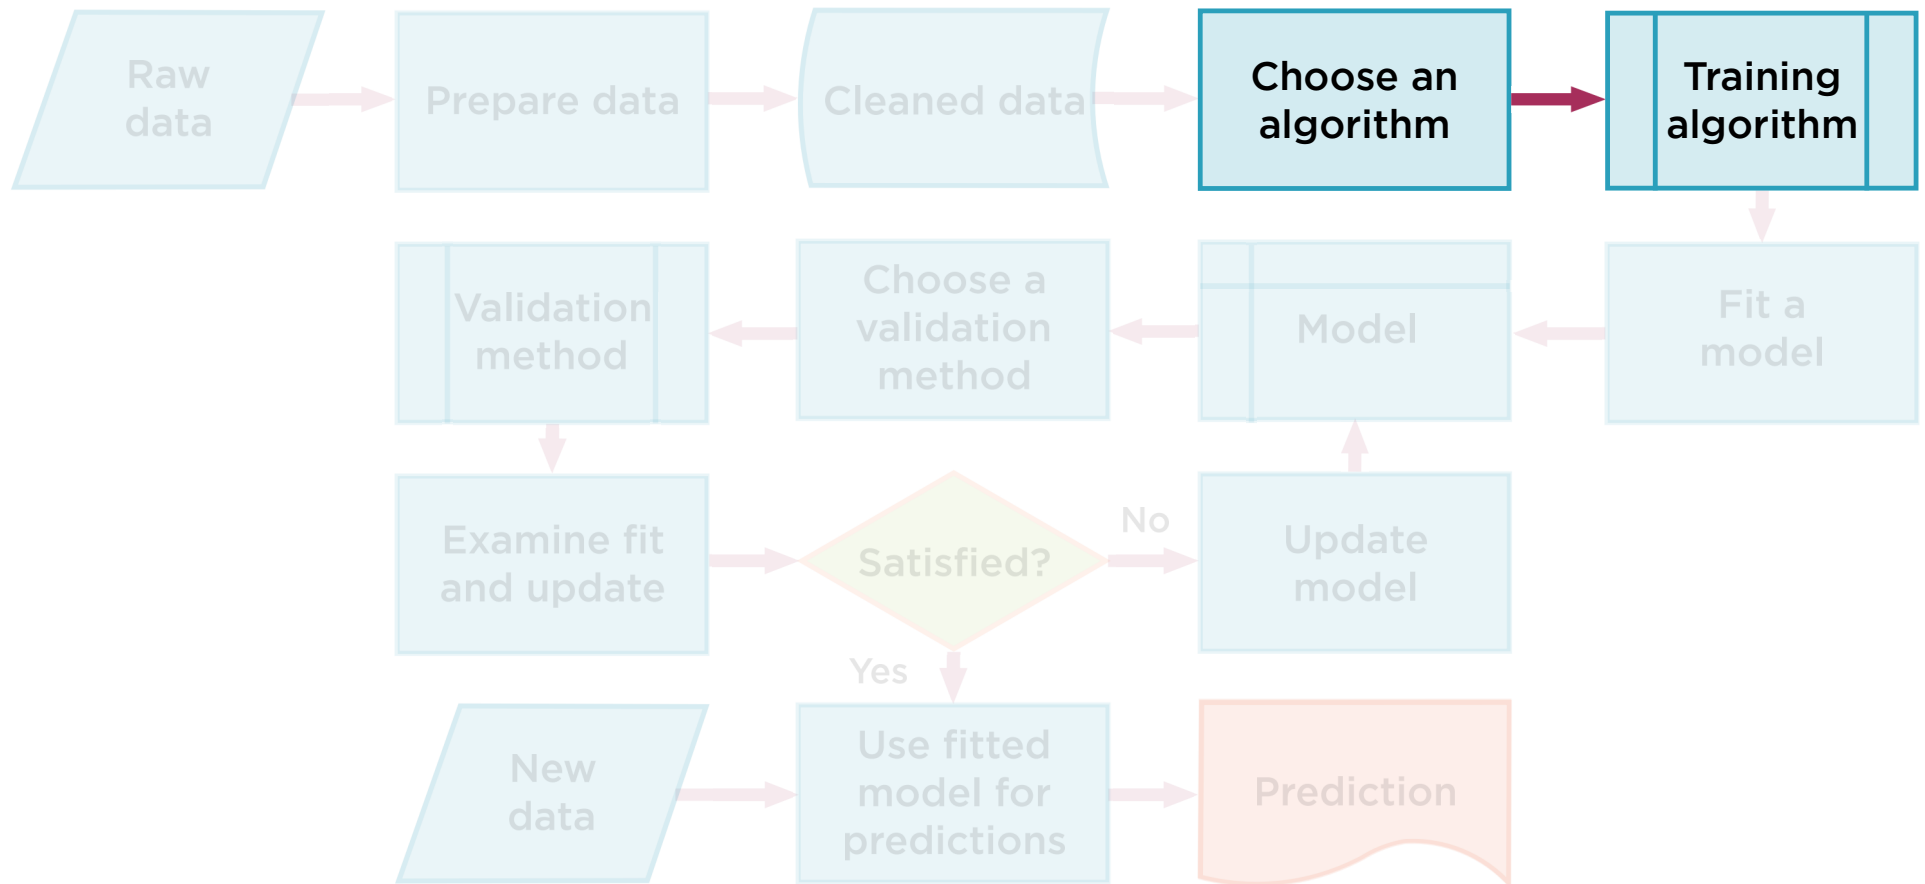 Raw
data
Prepare data
Cleaned data
Choose an
algorithm
Training
algorithm
Validation
method
Choose a
validation
method
Model
Fit a
model
Examine fit
and update
Satisfied?
No
Update
model
Yes
New
data
Use fitted
model for
predictions
Prediction